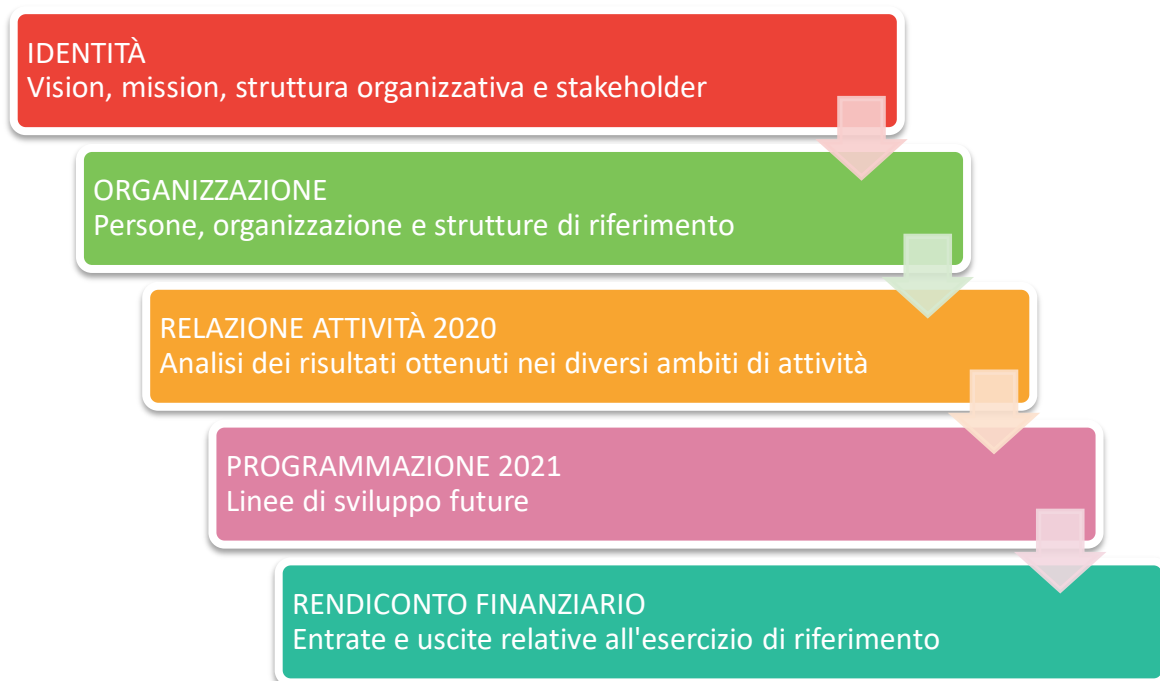 IDENTITÀ
Vision, mission, struttura organizzativa e stakeholder
ORGANIZZAZIONE
Persone, organizzazione e strutture di riferimento
RELAZIONE ATTIVITÀ 2020
Analisi dei risultati ottenuti nei diversi ambiti di attività
PROGRAMMAZIONE 2021
Linee di sviluppo future
RENDICONTO FINANZIARIO
Entrate e uscite relative all'esercizio di riferimento